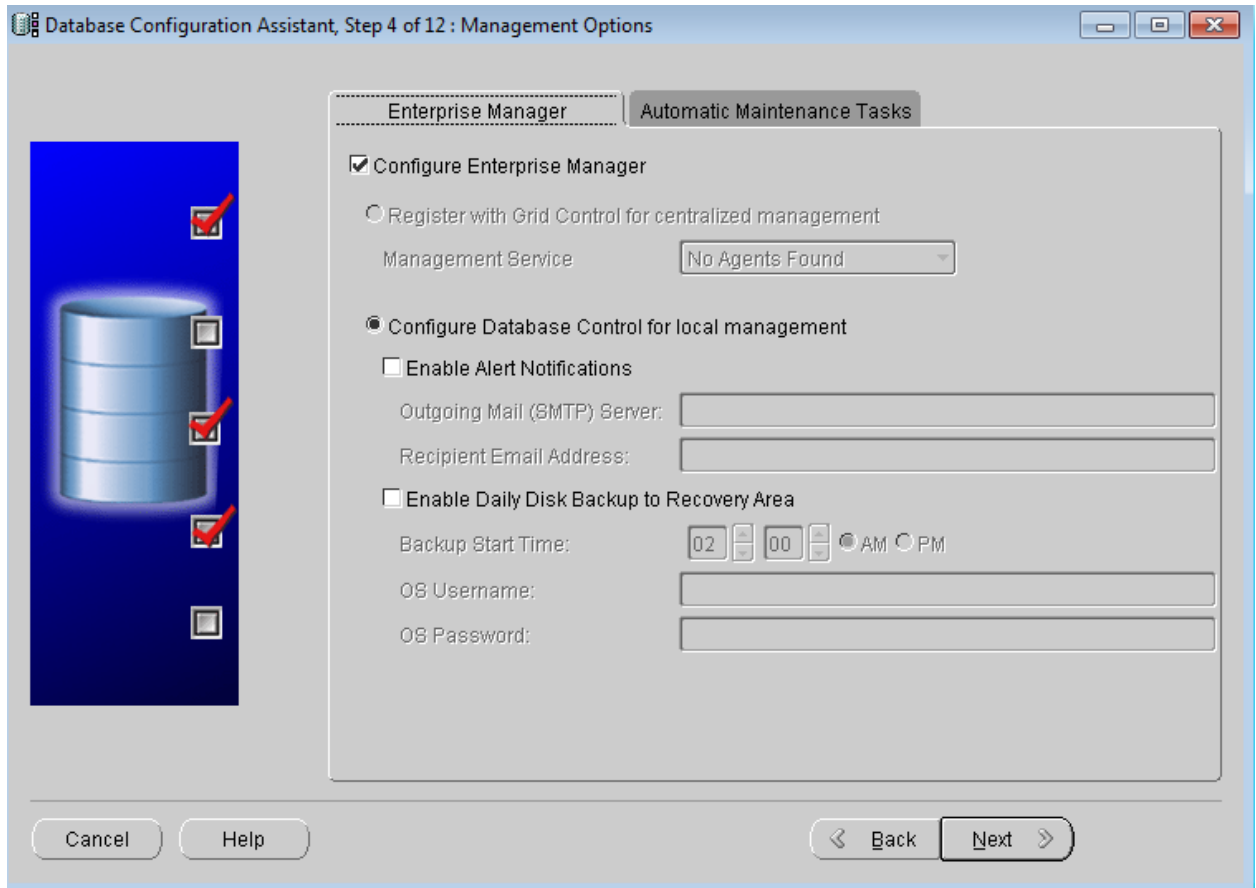 Database Configuration Assistant, Step 4 of 12 : Management Options
Enterprise Manager Automatic Maintenance Tasks
Configure Enterprise Manager
Register with Grid Control for centralized management
Management Service No Agents Found
Configure Database Control for local management
Enable Alert Notifications
Outgoing Mail (SMTP) Server:
Recipient Email Address:
Enable Daily Disk Backup to Recovery Area
Backup Start Time: 02 00 AM PM
OS Username:
OS Password:
Cancel Help Back Next